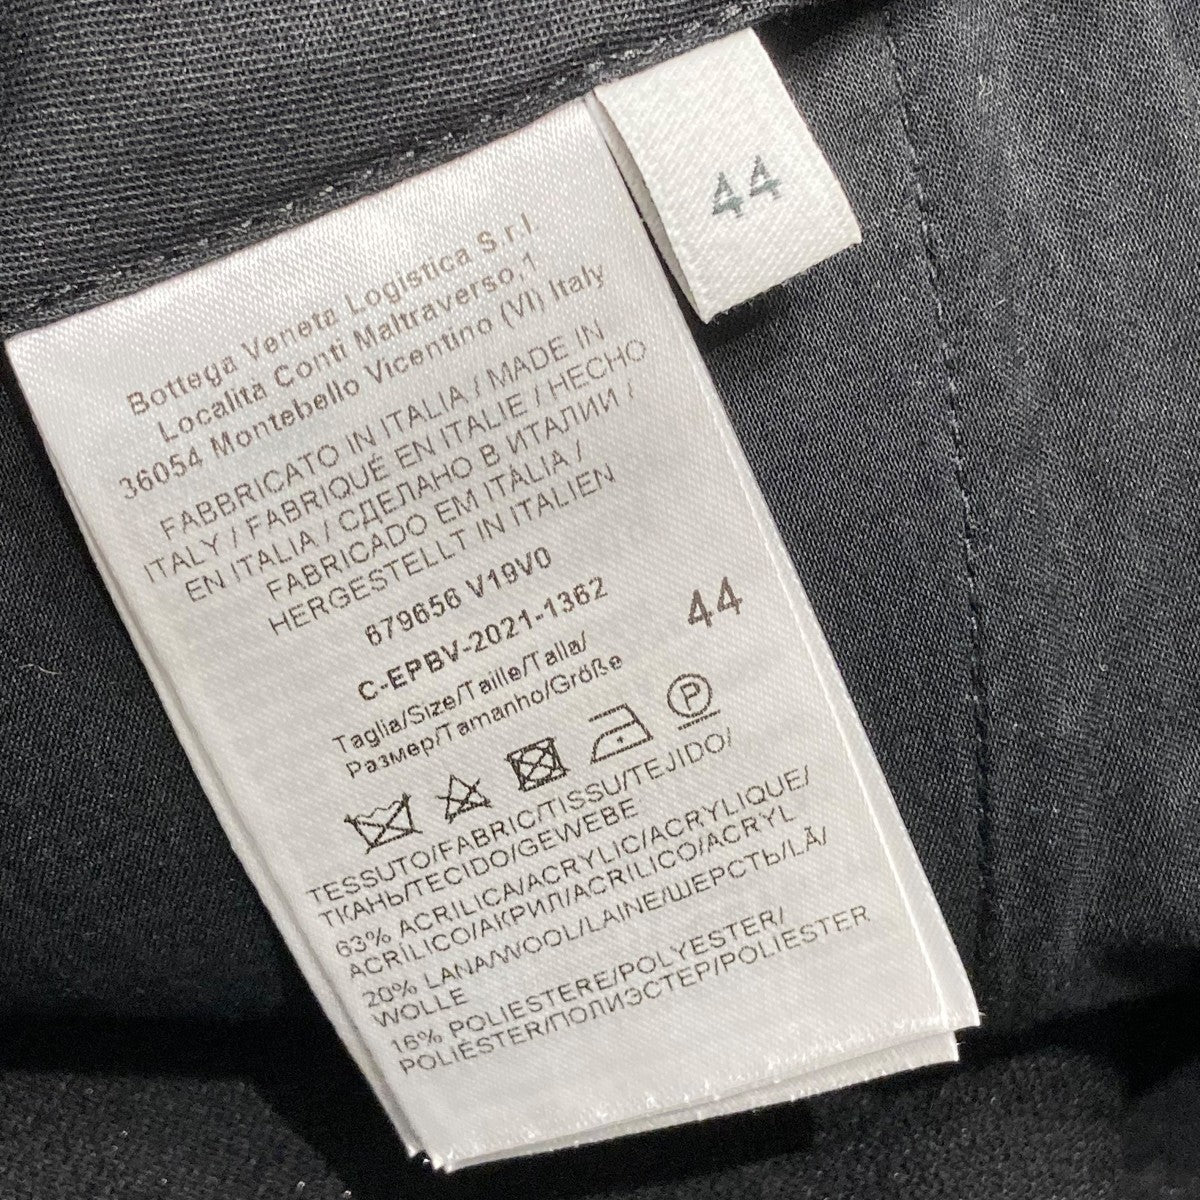 44
Bottega Veneta Logistica S.r.l.
Località Conti Maltraverso,1
36054 Montebello Vicentino (VI) Italy
FABBRICATO IN ITALIA / MADE IN
ITALY / FABRIQUÉ EN ITALIE / HECHO
EN ITALIA / СДЕЛАНО В ИТАЛИИ /
FABRICADO EM ITÀLIA /
HERGESTELLT IN ITALIEN
679656 V19V0
C-EPBV-2021-1362
Taglia/Size/Taille/Talla/
Размер/Tamanho/Größe
44
P
TESSUTO/FABRIC/TISSU/TEJIDO/
ТКАНЬ/TECIDO/GEWEBE
63% ACRILICA/ACRYLIC/ACRYLIQUE/
ACRÍLICO/АКРИЛ/ACRILICO/ACRYL
20% LANA/WOOL/LAINE/ШЕРСТЬ/LÃ/
WOLLE
16% POLIESTERE/POLYESTER/
POLIÉSTER/ПОЛИЭСТЕР/POLIESTER